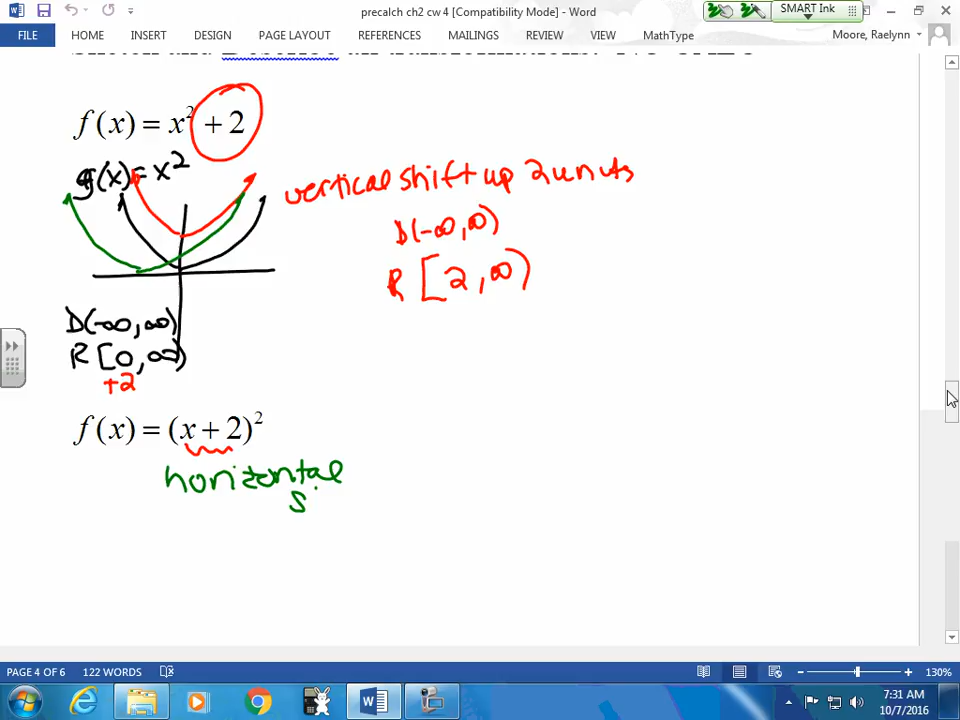 precalch ch2 cw 4 [Compatibility Mode] - Word
SMART Ink
FILE HOME INSERT DESIGN PAGE LAYOUT REFERENCES MAILINGS REVIEW VIEW MathType
Moore, Raelynn
f(x) = x² + 2
g(x) = x²
vertical shift up 2 units
D(-∞, ∞)
R [2, ∞)
D(-∞, ∞)
R [0, ∞)
+2
f(x) = (x + 2)²
horizontal
s
PAGE 4 OF 6 122 WORDS
130%
7:31 AM
10/7/2016